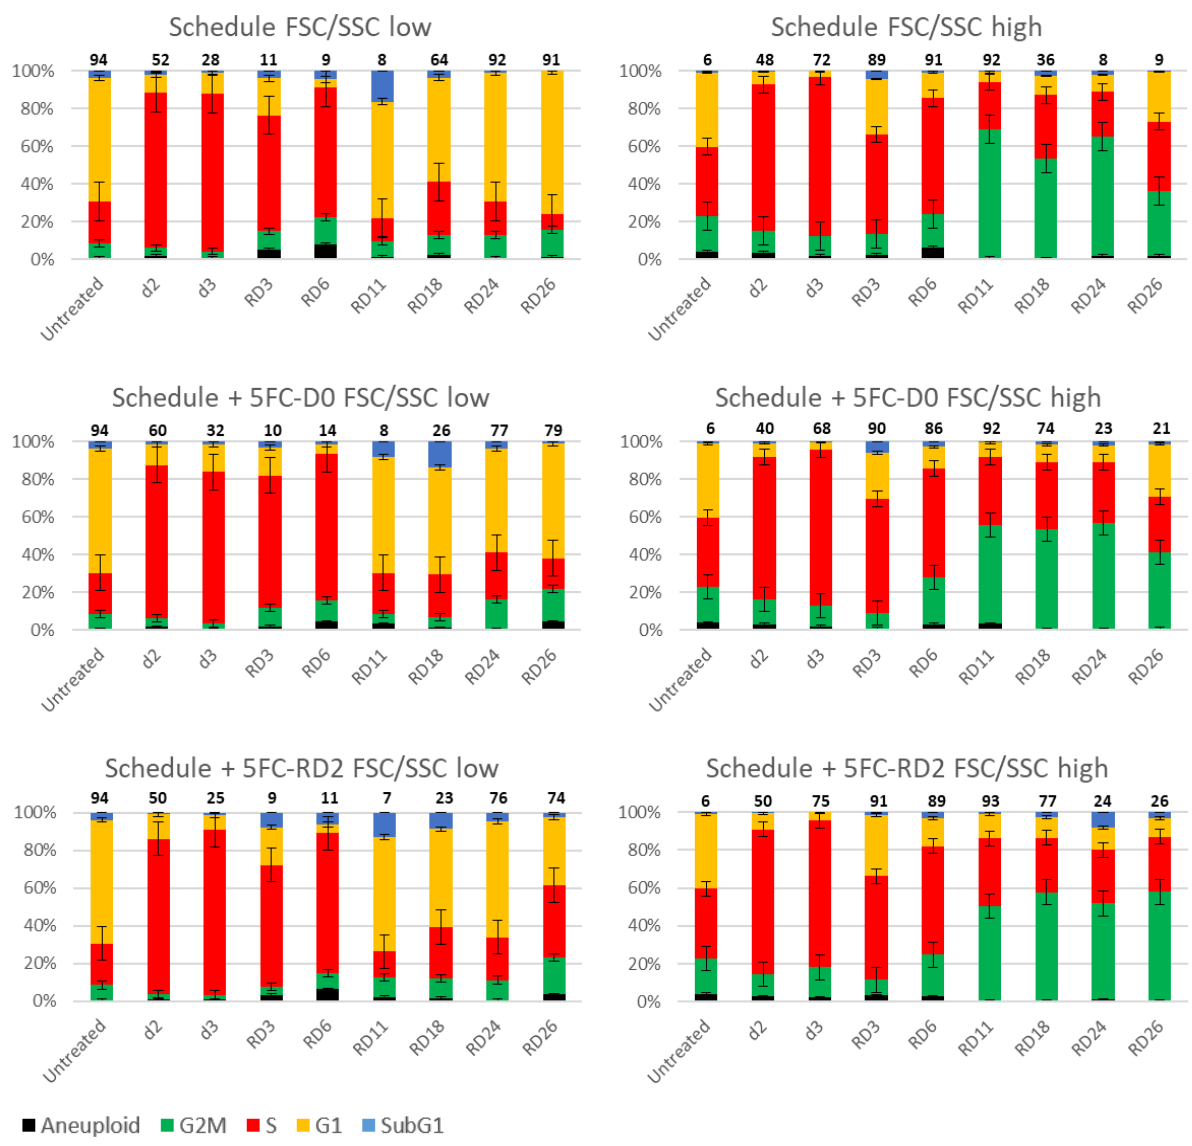 Schedule FSC/SSC low
94 52 28 11 9 8 64 92 91
100%
80%
60%
40%
20%
0%
Untreated d2 d3 RD3 RD6 RD11 RD18 RD24 RD26
Schedule FSC/SSC high
6 48 72 89 91 92 36 8 9
100%
80%
60%
40%
20%
0%
Untreated d2 d3 RD3 RD6 RD11 RD18 RD24 RD26
Schedule + 5FC-D0 FSC/SSC low
94 60 32 10 14 8 26 77 79
100%
80%
60%
40%
20%
0%
Untreated d2 d3 RD3 RD6 RD11 RD18 RD24 RD26
Schedule + 5FC-D0 FSC/SSC high
6 40 68 90 86 92 74 23 21
100%
80%
60%
40%
20%
0%
Untreated d2 d3 RD3 RD6 RD11 RD18 RD24 RD26
Schedule + 5FC-RD2 FSC/SSC low
94 50 25 9 11 7 23 76 74
100%
80%
60%
40%
20%
0%
Untreated d2 d3 RD3 RD6 RD11 RD18 RD24 RD26
Schedule + 5FC-RD2 FSC/SSC high
6 50 75 91 89 93 77 24 26
100%
80%
60%
40%
20%
0%
Untreated d2 d3 RD3 RD6 RD11 RD18 RD24 RD26
Aneuploid G2M S G1 SubG1